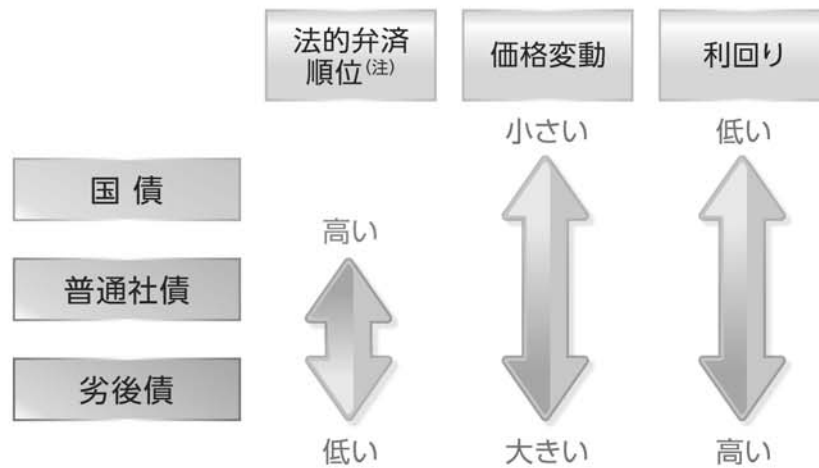 法的弁済
順位(注)
価格変動
利回り
小さい
低い
国債
高い
普通社債
劣後債
低い
大きい
高い